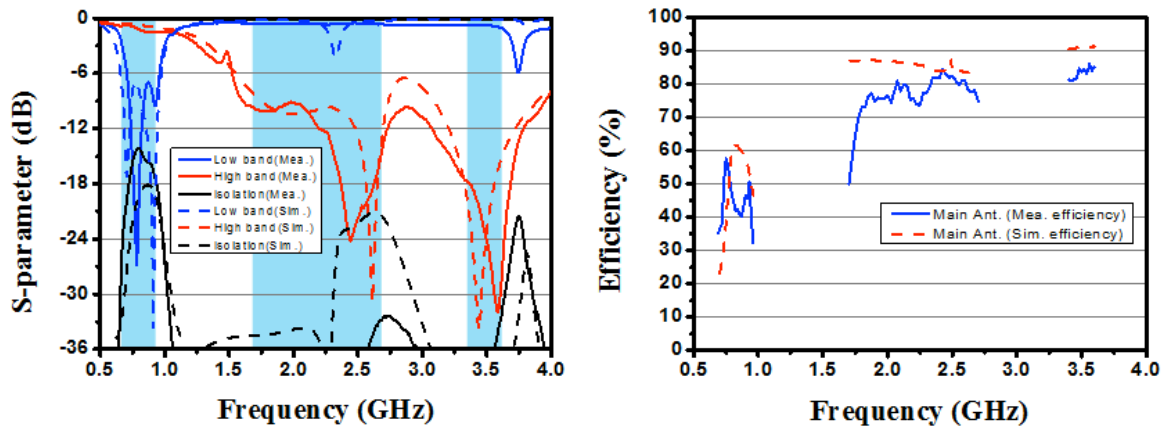 S-parameter (dB)
0
-6
-12
-18
-24
-30
-36
Low band(Mea.)
High band(Mea.)
Isolation(Mea.)
Low band(Sim.)
High band(Sim.)
Isolation(Sim.)
0.5 1.0 1.5 2.0 2.5 3.0 3.5 4.0
Frequency (GHz)
Efficiency (%)
100
90
80
70
60
50
40
30
20
10
0
Main Ant. (Mea. efficiency)
Main Ant. (Sim. efficiency)
0.5 1.0 1.5 2.0 2.5 3.0 3.5 4.0
Frequency (GHz)